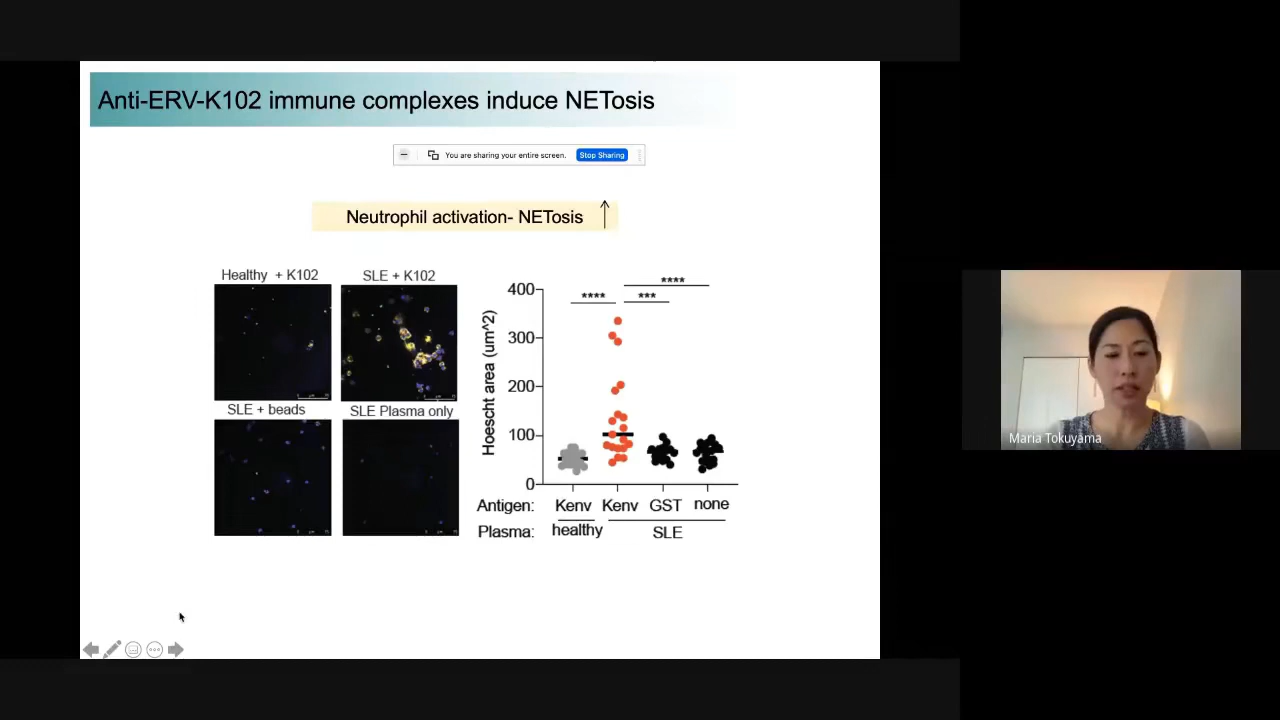 Anti-ERV-K102 immune complexes induce NETosis
You are sharing your entire screen. Stop Sharing
Neutrophil activation- NETosis
Healthy + K102
SLE + K102
SLE + beads
SLE Plasma only
Hoescht area (um^2)
400
300
200
100
0
**** *** ****
Antigen: Kenv Kenv GST none
Plasma: healthy SLE
Maria Tokuyama